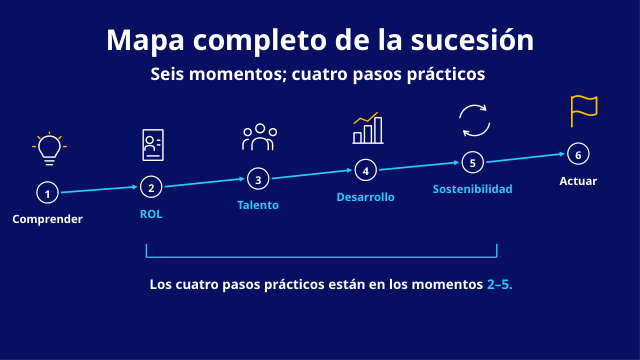 Mapa completo de la sucesión
Seis momentos; cuatro pasos prácticos
1
Comprender
2
ROL
3
Talento
4
Desarrollo
5
Sostenibilidad
6
Actuar
Los cuatro pasos prácticos están en los momentos 2–5.